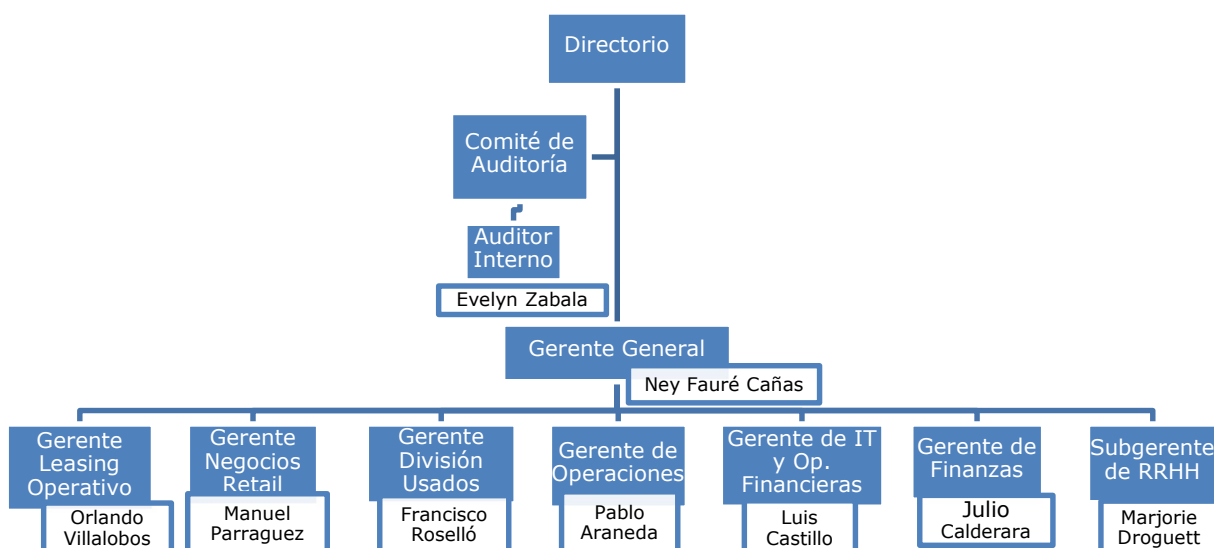 Directorio
Comité de
Auditoría
Auditor
Interno
Evelyn Zabala
Gerente General
Ney Fauré Cañas
Gerente
Leasing
Operativo
Orlando
Villalobos
Gerente
Negocios
Retail
Manuel
Parraguez
Gerente
División
Usados
Francisco
Roselló
Gerente de
Operaciones
Pablo
Araneda
Gerente de IT
y Op.
Financieras
Luis
Castillo
Gerente de
Finanzas
Julio
Calderara
Subgerente
de RRHH
Marjorie
Droguett